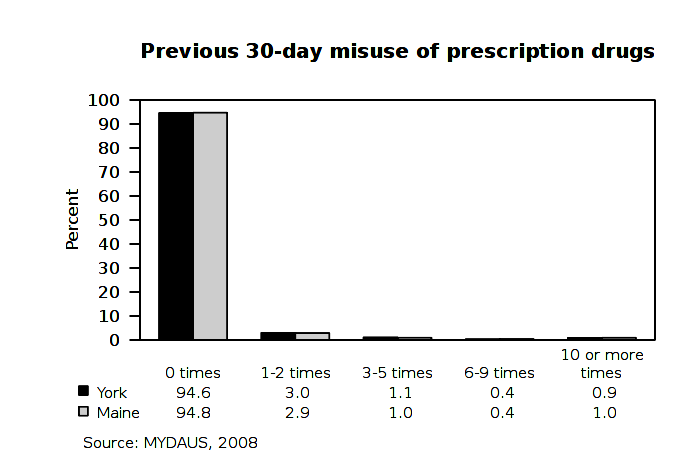 Previous 30-day misuse of prescription drugs
Percent
100
90
80
70
60
50
40
30
20
10
0
0 times 1-2 times 3-5 times 6-9 times 10 or more times
York 94.6 3.0 1.1 0.4 0.9
Maine 94.8 2.9 1.0 0.4 1.0
Source: MYDAUS, 2008